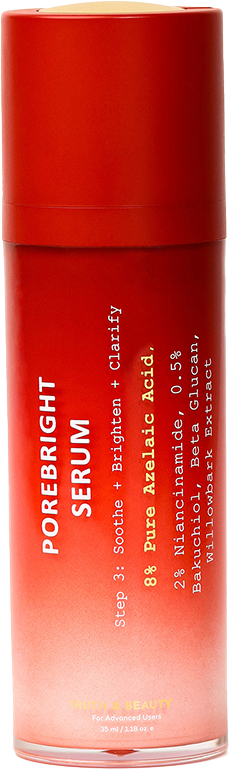 POREBRIGHT
SERUM
Step 3: Soothe + Brighten + Clarify
8% Pure Azelaic Acid,
2% Niancinamide, 0.5%
Bakuchiol, Beta Glucan,
Willowbark Extract
& BEAUTY
For Advanced Users
35 ml / 1.18 oz. e